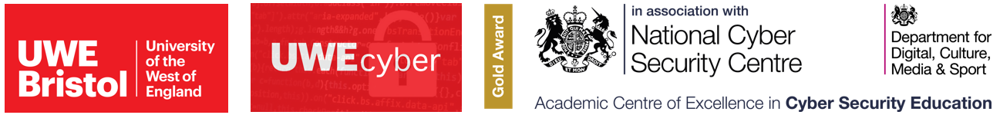 UWE
Bristol
University
of the
West of
England
UWEcyber
Gold Award
in association with
National Cyber
Security Centre
Department for
Digital, Culture,
Media & Sport
Academic Centre of Excellence in Cyber Security Education